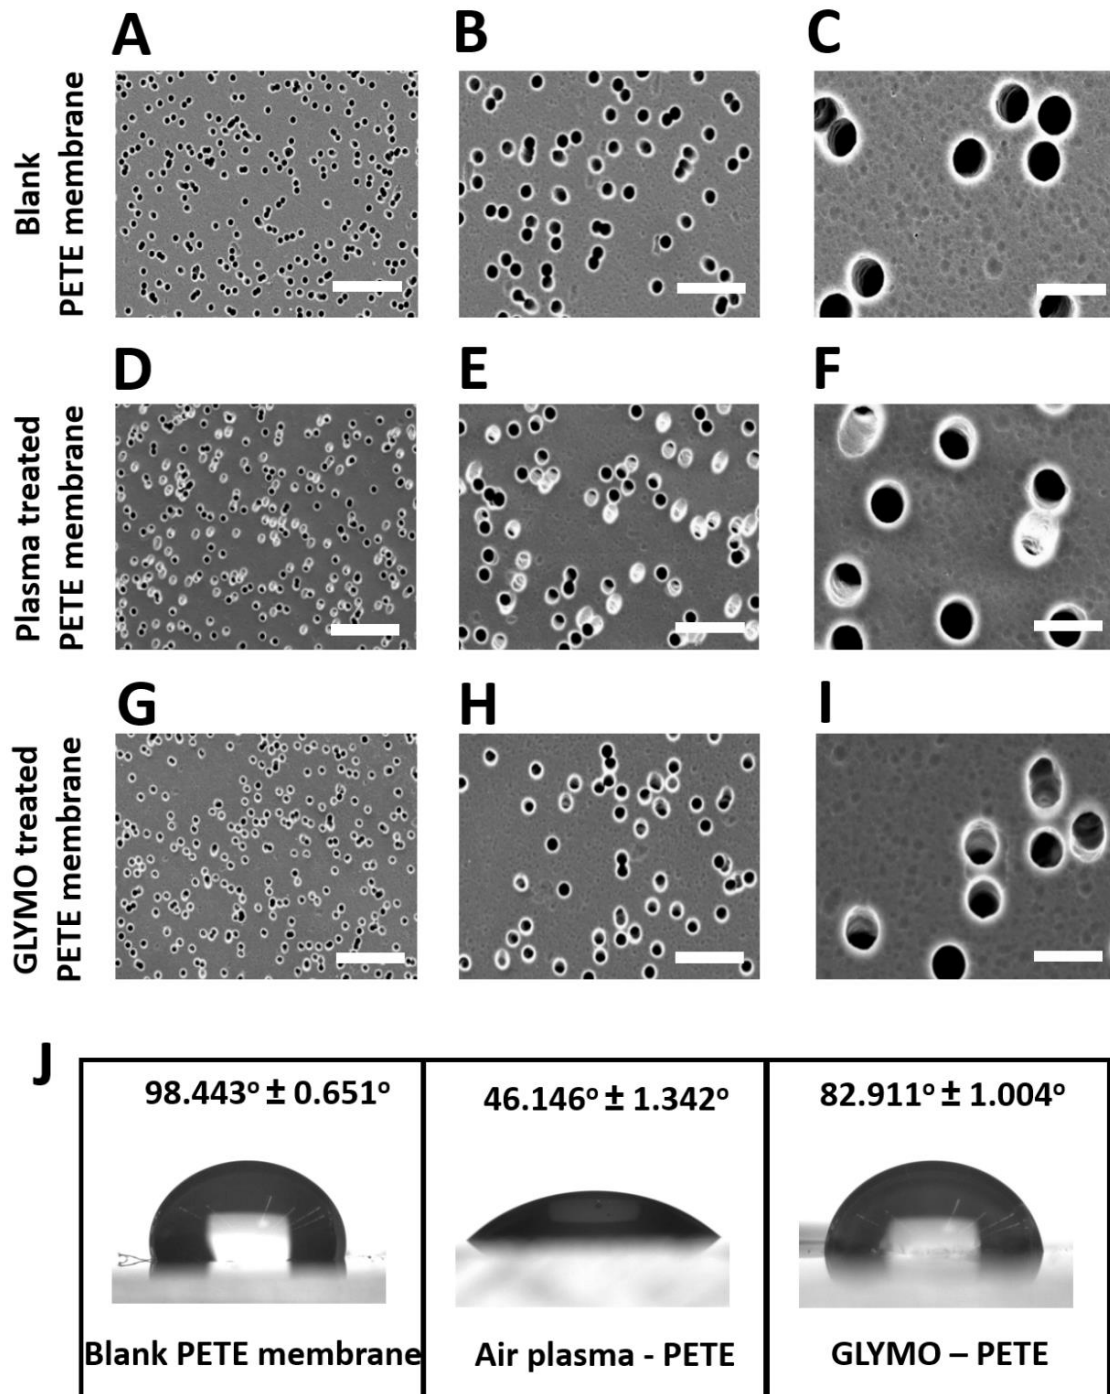 A
B
C
Blank
PETE membrane
D
E
F
Plasma treated
PETE membrane
G
H
I
GLYMO treated
PETE membrane
J
98.443° ± 0.651°
46.146° ± 1.342°
82.911° ± 1.004°
Blank PETE membrane
Air plasma - PETE
GLYMO – PETE